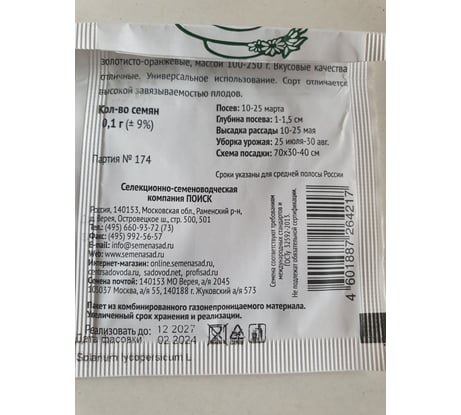 золотисто-оранжевые, массой 100-250 г. Вкусовые качества
отличные. Универсальное использование. Сорт отличается
высокой завязываемостью плодов.
Кол-во семян
0,1 г (± 9%)
Партия № 174
Посев: 10-25 марта
Глубина посева: 1-1,5 см
Высадка рассады 10-25 мая
Уборка урожая: 25 июля-30 авг.
Схема посадки: 70х30-40 см
Сроки указаны для средней полосы России
Селекционно-семеноводческая
компания ПОИСК
Россия, 140153, Московская обл., Раменский р-н,
д. Верея, Островецкое ш., стр. 500, 501
Тел.: (495) 660-93-72 (73)
Факс: (495) 992-56-57
E-mail: info@semenasad.ru
Web: www.semenasad.ru
Интернет-магазин: online.semenasad.ru,
centrsadovoda.ru, sadovod.net, profisad.ru
Семена почтой: 140153 МО Верея, а/я 2045
105037 Москва, а/я 55, 140188 г. Жуковский а/я 573
Семена соответствуют требованиям
международных стандартов и
ГОСТу 32592-2013.
Не подлежат обязательной сертификации.
4 601887 264217
Пакет из комбинированного газонепроницаемого материала.
Увеличенный срок хранения и реализации.
Реализовать до: 12 2027
Дата фасовки 02 2024
Solanum lycopersicum L